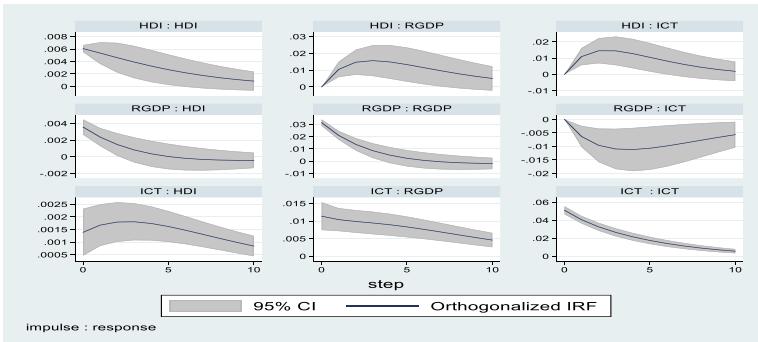 HDI : HDI
HDI : RGDP
HDI : ICT
.008
.006
.004
.002
0
.03
.02
.01
0
.02
.01
0
-.01
RGDP : HDI
RGDP : RGDP
RGDP : ICT
.004
.002
0
-.002
.03
.02
.01
0
-.01
0
-.005
-.01
-.015
-.02
ICT : HDI
ICT : RGDP
ICT : ICT
.0025
.002
.0015
.001
.0005
.015
.01
.005
0
.06
.04
.02
0
0 5 10
0 5 10
0 5 10
step
95% CI
Orthogonalized IRF
impulse : response